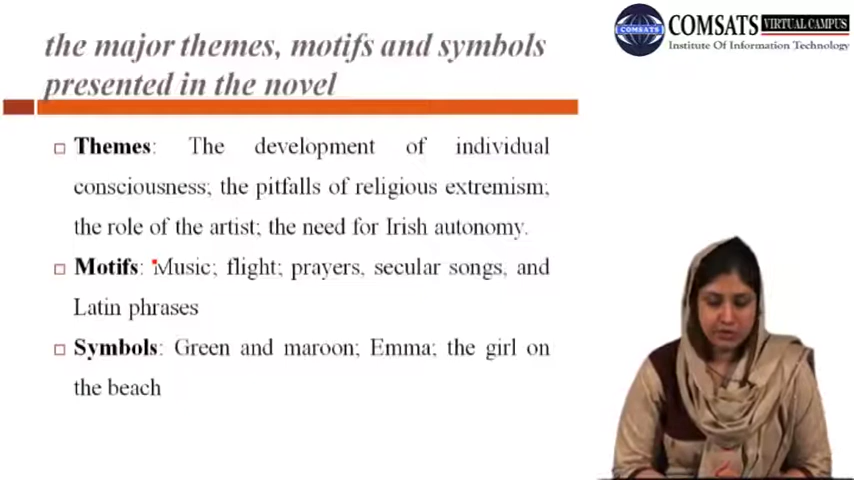 the major themes, motifs and symbols
presented in the novel
COMSATS VIRTUAL CAMPUS
Institute Of Information Technology
COMSATS
Themes: The development of individual
consciousness; the pitfalls of religious extremism;
the role of the artist; the need for Irish autonomy.
Motifs: Music; flight; prayers, secular songs, and
Latin phrases
Symbols: Green and maroon; Emma; the girl on
the beach